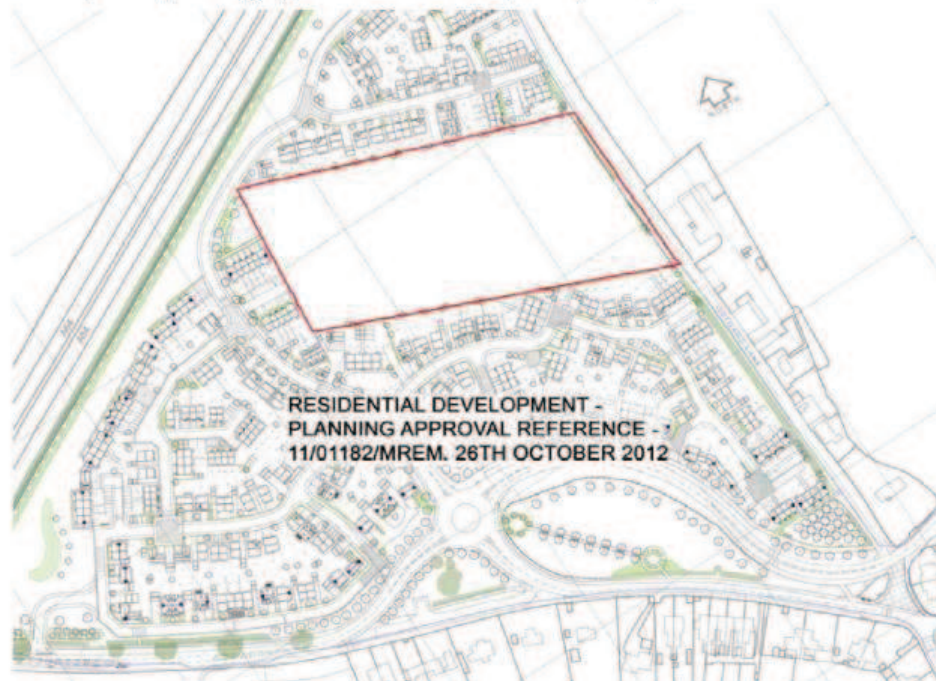 RESIDENTIAL DEVELOPMENT -
PLANNING APPROVAL REFERENCE -
11/01182/MREM. 26TH OCTOBER 2012